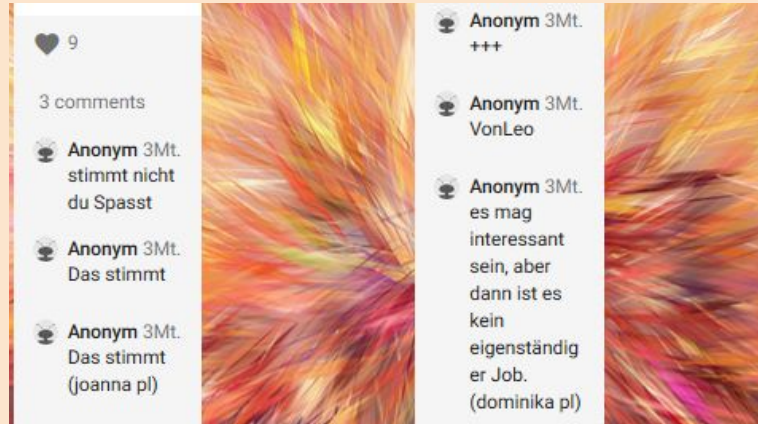 9
3 comments
Anonym 3Mt.
stimmt nicht
du Spasst
Anonym 3Mt.
Das stimmt
Anonym 3Mt.
Das stimmt
(joanna pl)
Anonym 3Mt.
+++
Anonym 3Mt.
VonLeo
Anonym 3Mt.
es mag
interessant
sein, aber
dann ist es
kein
eigenständig
er Job.
(dominika pl)